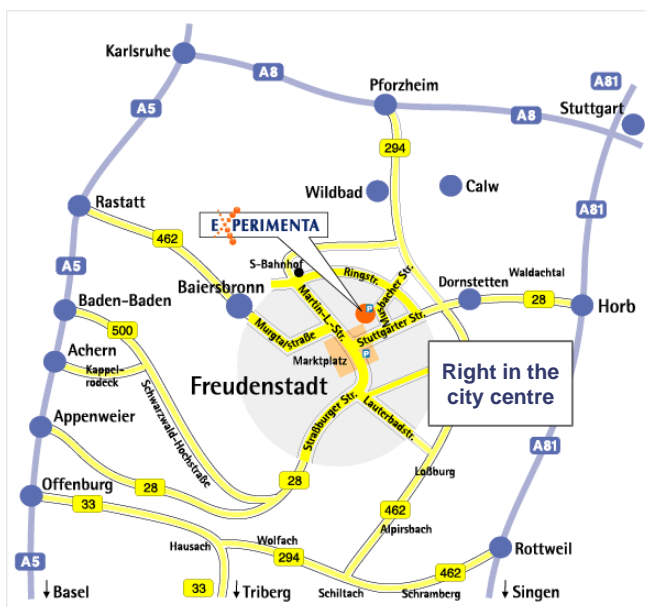 Karlsruhe
A8
A81
A5
Pforzheim
A8
Stuttgart
294
Wildbad
Calw
Rastatt
EXPERIMENTA
A81
462
S-Bahnhof
Ringstr.
A5
Baiersbronn
Dornstetten
Waldachtal
Baden-Baden
Martin-L.-Str.
28
Horb
P
500
Murgtalstraße
Stuttgarter Str.
Achern
Marktplatz
P
Kappel-
rodeck
Freudenstadt
Right in the
city centre
Schwarzwald-Hochstraße
Straßburger Str.
Lauterbadstr.
Appenweier
A81
Loßburg
28
28
Offenburg
33
462
Alpirsbach
Hausach
Wolfach
294
462
Rottweil
A5
33
Schiltach
Schramberg
↓Basel
↓Triberg
↓Singen